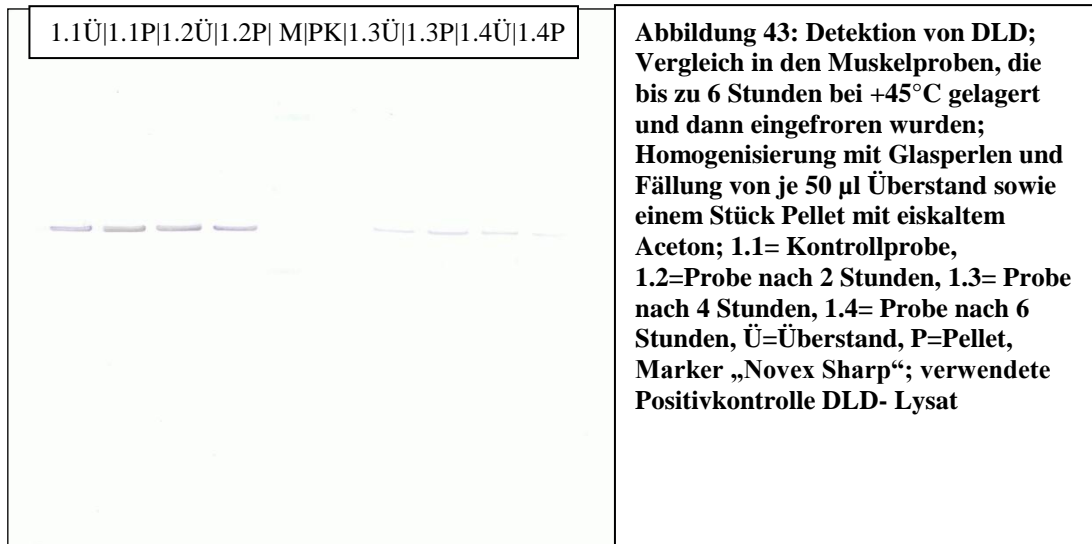 1.1Ü|1.1P|1.2Ü|1.2P| M|PK|1.3Ü|1.3P|1.4Ü|1.4P
Abbildung 43: Detektion von DLD;
Vergleich in den Muskelproben, die
bis zu 6 Stunden bei +45°C gelagert
und dann eingefroren wurden;
Homogenisierung mit Glasperlen und
Fällung von je 50 µl Überstand sowie
einem Stück Pellet mit eiskaltem
Aceton; 1.1= Kontrollprobe,
1.2=Probe nach 2 Stunden, 1.3= Probe
nach 4 Stunden, 1.4= Probe nach 6
Stunden, Ü=Überstand, P=Pellet,
Marker „Novex Sharp“; verwendete
Positivkontrolle DLD- Lysat